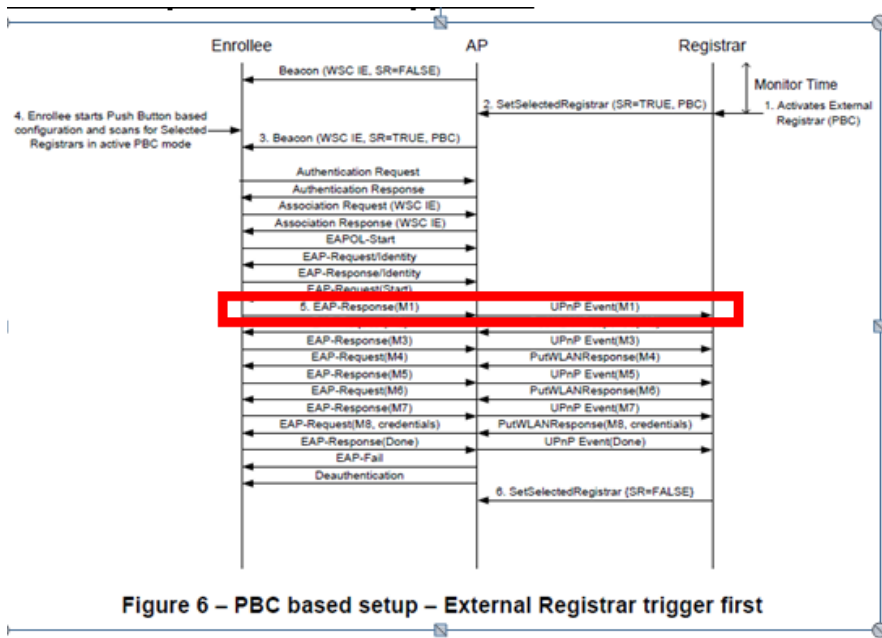 Enrollee AP Registrar
Beacon (WSC IE, SR=FALSE)
Monitor Time
2. SetSelectedRegistrar (SR=TRUE, PBC)
1. Activates External
Registrar (PBC)
4. Enrollee starts Push Button based
configuration and scans for Selected
Registrars in active PBC mode
3. Beacon (WSC IE, SR=TRUE, PBC)
Authentication Request
Authentication Response
Association Request (WSC IE)
Association Response (WSC IE)
EAPOL-Start
EAP-Request/Identity
EAP-Response/Identity
EAP-Request(Start)
5. EAP-Response(M1) UPnP Event(M1)
EAP-Response(M3) UPnP Event(M3)
EAP-Request(M4) PutWLANResponse(M4)
EAP-Response(M5) UPnP Event(M5)
EAP-Request(M6) PutWLANResponse(M6)
EAP-Response(M7) UPnP Event(M7)
EAP-Request(M8, credentials) PutWLANResponse(M8, credentials)
EAP-Response(Done) UPnP Event(Done)
EAP-Fail
Deauthentication
6. SetSelectedRegistrar {SR=FALSE}
Figure 6 – PBC based setup – External Registrar trigger first